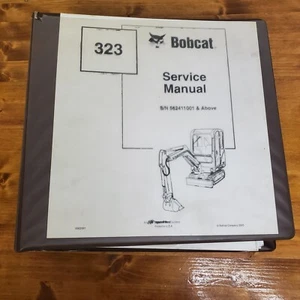 323
Bobcat
Service
Manual
S/N 562411001 & Above